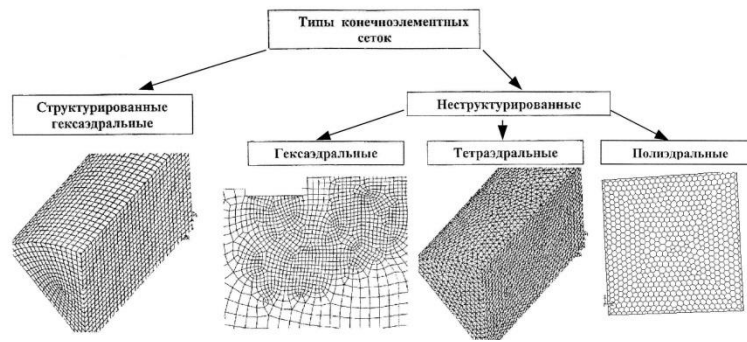 Типы конечноэлементных
сеток
Структурированные
гексаэдральные
Неструктурированные
Гексаэдральные
Тетраэдральные
Полиэдральные